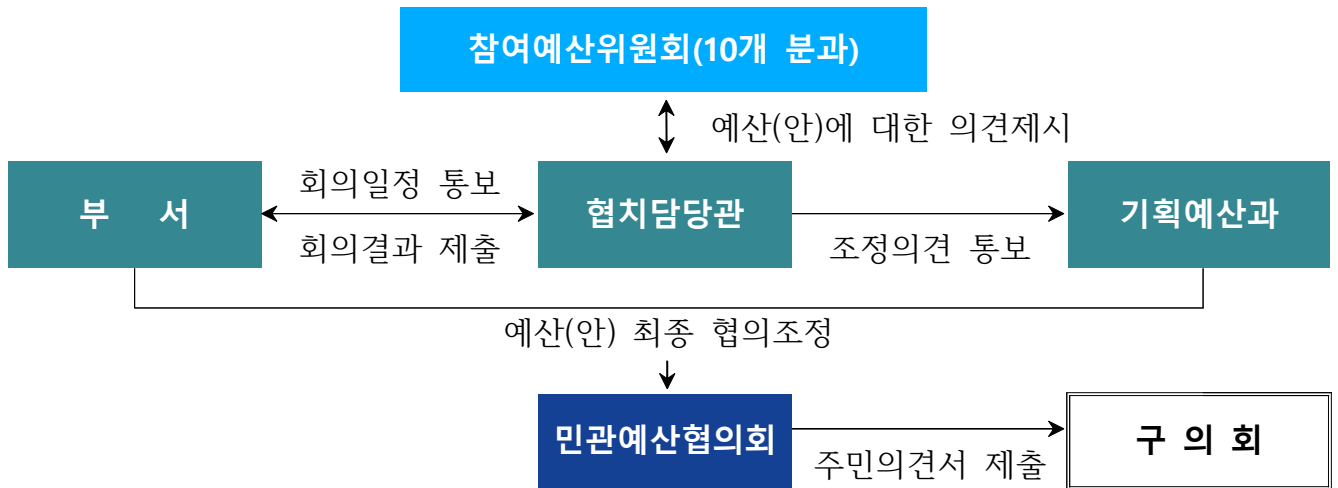 참여예산위원회(10개 분과)
예산(안)에 대한 의견제시
부 서
회의일정 통보
회의결과 제출
협치담당관
조정의견 통보
기획예산과
예산(안) 최종 협의조정
민관예산협의회
주민의견서 제출
구 의 회